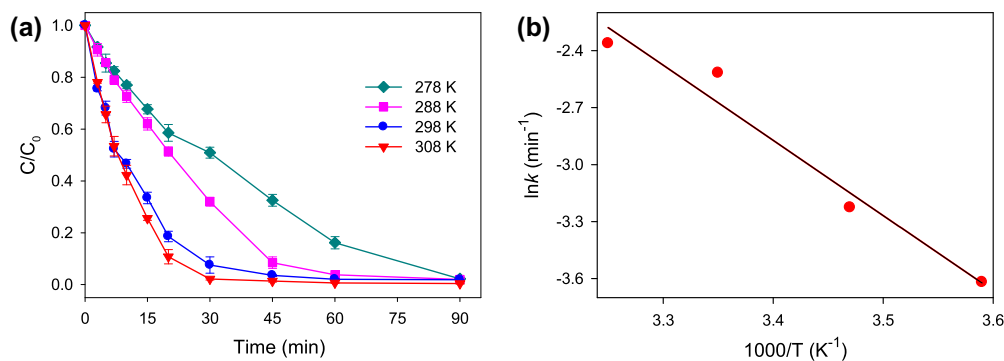 (a)
C/C0
1.0
0.8
0.6
0.4
0.2
0.0
0
15
30
45
60
75
90
Time (min)
278 K
288 K
298 K
308 K
(b)
lnk (min⁻¹)
-2.4
-2.7
-3.0
-3.3
-3.6
3.3
3.4
3.5
3.6
1000/T (K⁻¹)